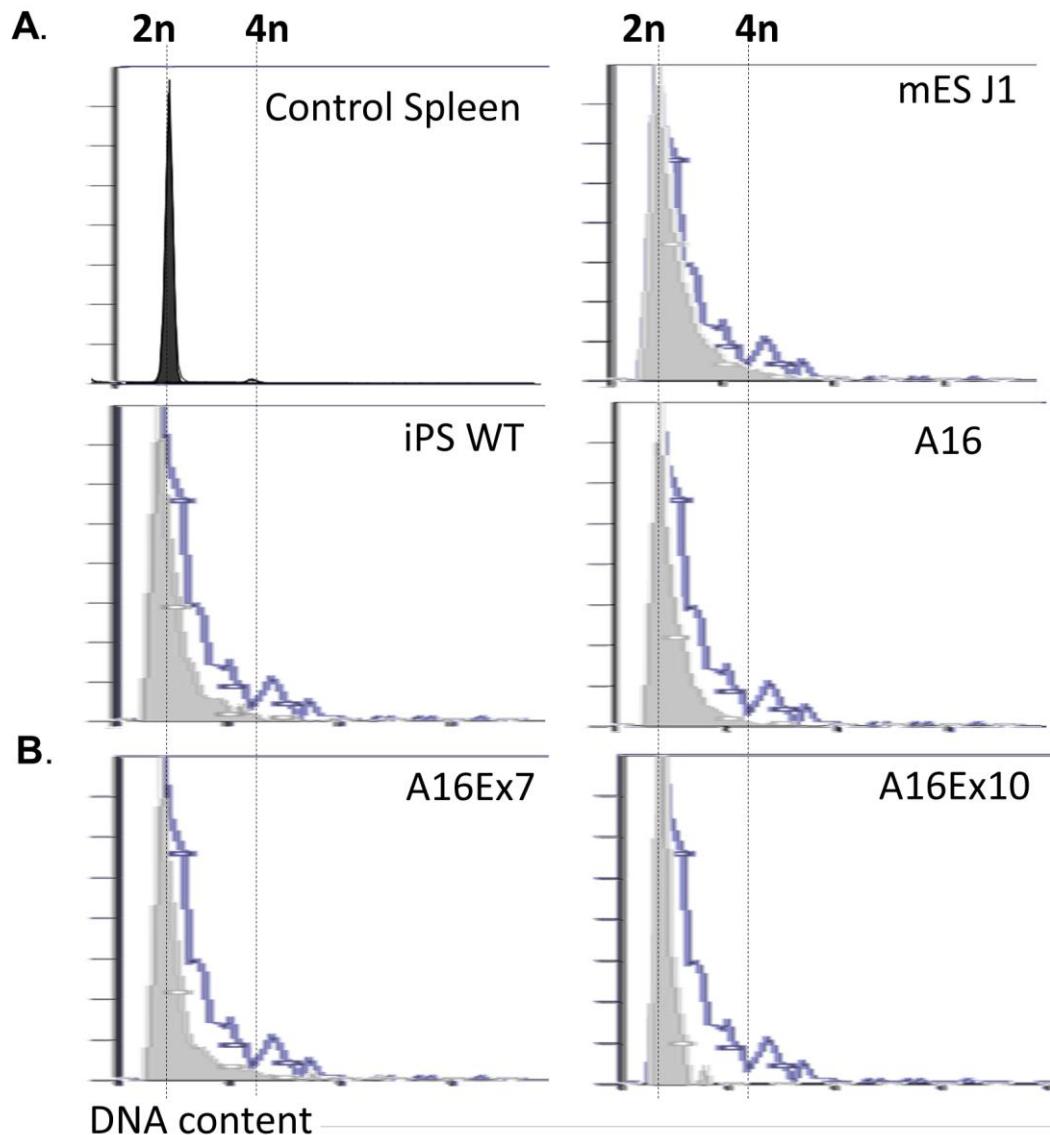 A.
2n 4n 2n 4n
Control Spleen
mES J1
iPS WT
A16
B.
A16Ex7
A16Ex10
DNA content